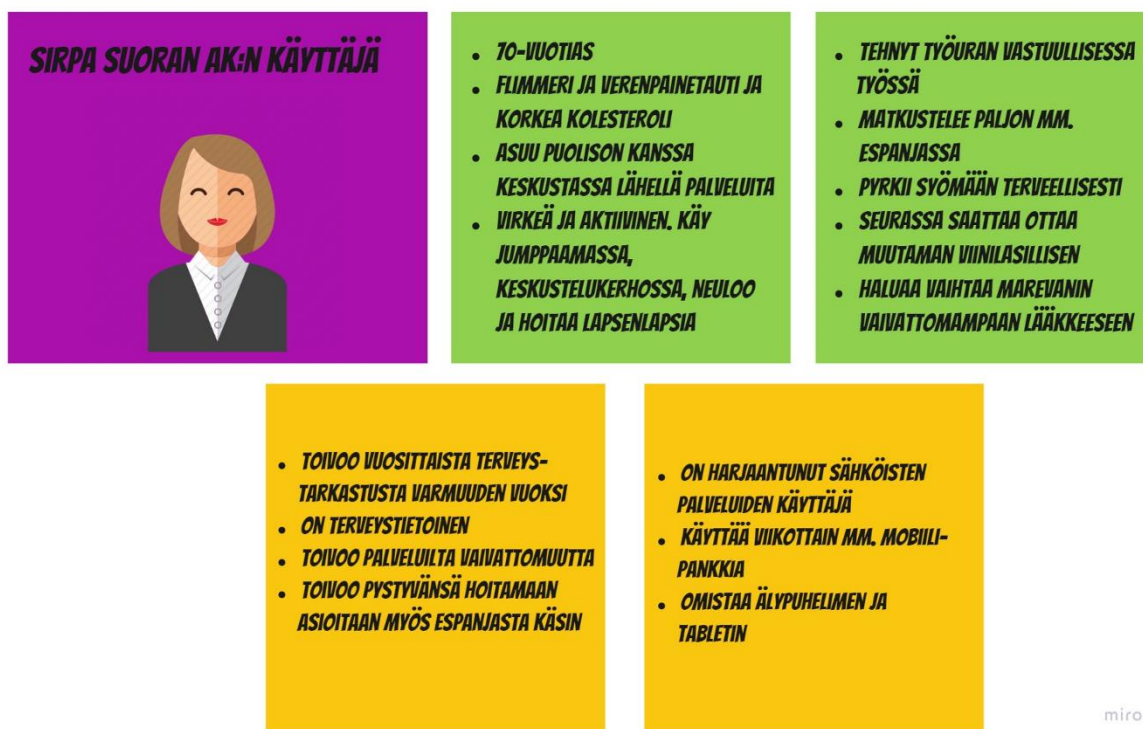 SIRPA SUORAN AK:N KÄYTTÄJÄ
• 70-VUOTIAS
• FLIMMERI JA VERENPAINETAUTI JA
KORKEA KOLESTEROLI
• ASUU PUOLISON KANSSA
KESKUSTASSA LÄHELLÄ PALVELUITA
• VIRKEÄ JA AKTIIVINEN. KÄY
JUMPPAAMASSA,
KESKUSTELUKERHOSSA, NEULOO
JA HOITAA LAPSENLAPSIA
• TEHNYT TYÖURAN VASTUULLISESSA
TYÖSSÄ
• MATKUSTELEE PALJON MM.
ESPANJASSA
• PYRKII SYÖMÄÄN TERVEELLISESTI
• SEURASSA SAATTAA OTTAA
MUUTAMAN VIINILASILLISEN
• HALUAA VAIHTAA MAREVANIN
VAIVATTOMAMPAAN LÄÄKKEESEEN
• TOIVOO VUOSITTAISTA TERVEYS-
TARKASTUSTA VARMUUDEN VUOKSI
• ON TERVEYSTIETOINEN
• TOIVOO PALVELUILTA VAIVATTOMUUTTA
• TOIVOO PYSTYVÄNSÄ HOITAMAAN
ASIOITAAN MYÖS ESPANJASTA KÄSIN
• ON HARJAANTUNUT SÄHKÖISTEN
PALVELUIDEN KÄYTTÄJÄ
• KÄYTTÄÄ VIIKOTTAIN MM. MOBIILI-
PANKKIA
• OMISTAA ÄLYPUHELIMEN JA
TABLETIN
miro